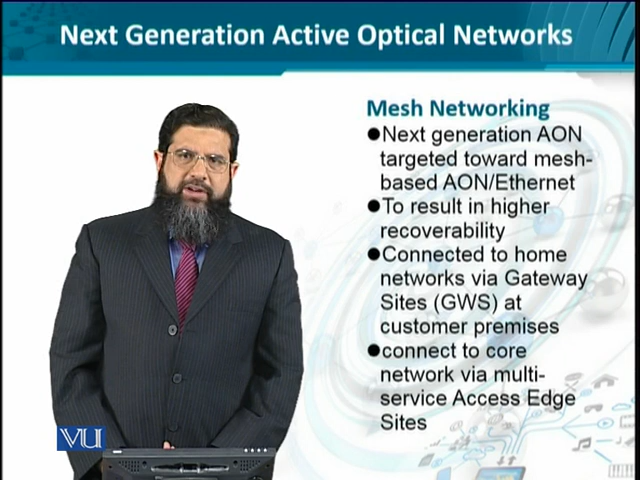 Next Generation Active Optical Networks
Mesh Networking
●Next generation AON
targeted toward mesh-
based AON/Ethernet
●To result in higher
recoverability
●Connected to home
networks via Gateway
Sites (GWS) at
customer premises
●connect to core
network via multi-
service Access Edge
Sites
VU